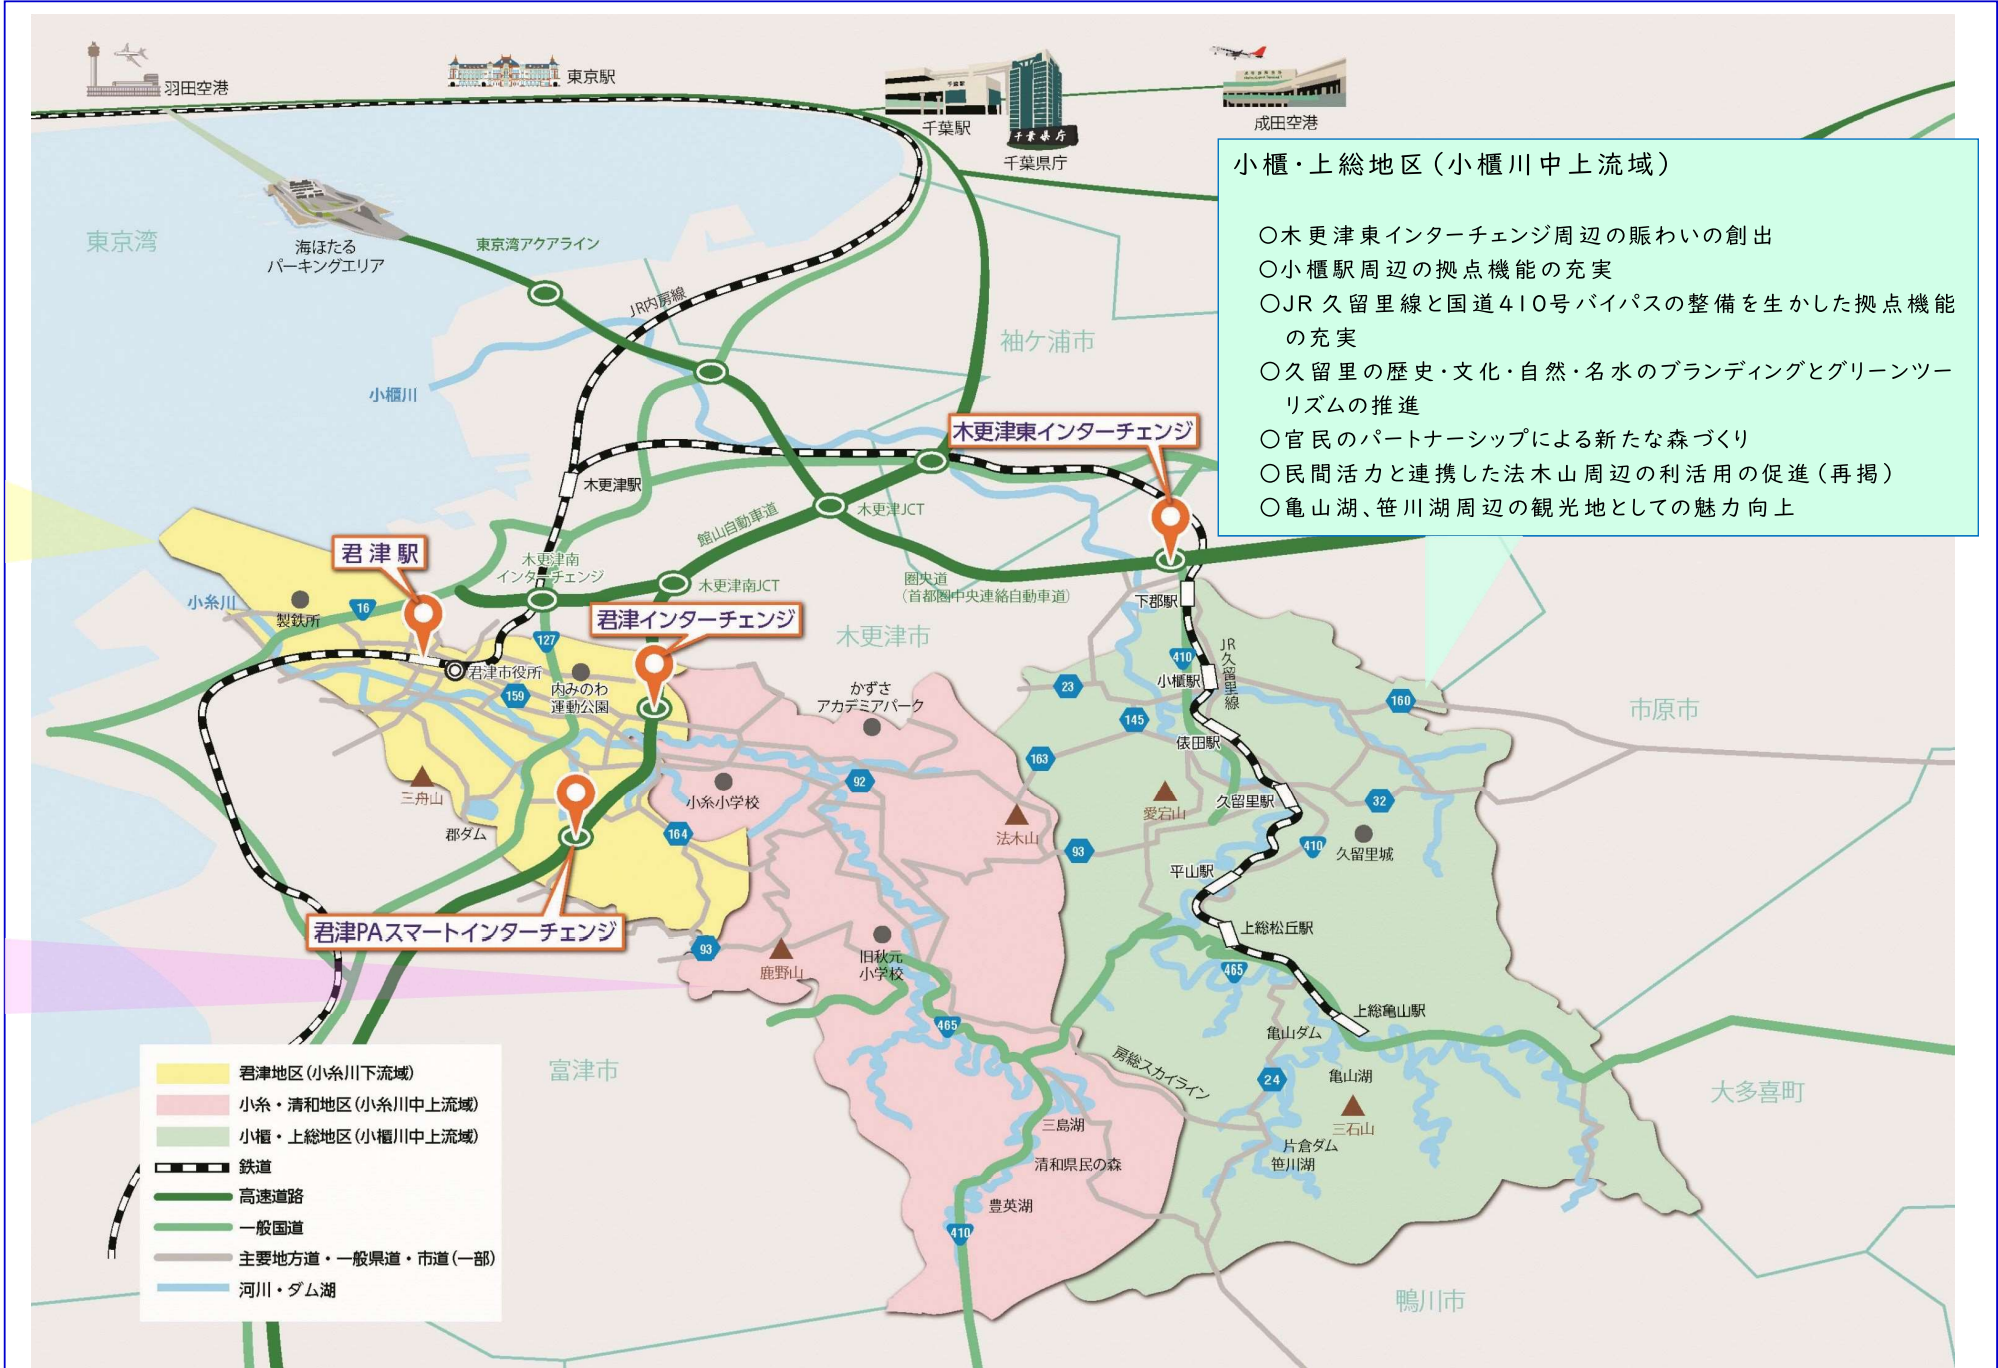 羽田空港
東京駅
千葉駅
千葉県庁
千葉県庁
成田空港
小櫃・上総地区（小櫃川中上流域）
○木更津東インターチェンジ周辺の賑わいの創出
○小櫃駅周辺の拠点機能の充実
○JR久留里線と国道410号バイパスの整備を生かした拠点機能
の充実
○久留里の歴史・文化・自然・名水のブランディングとグリーンツー
リズムの推進
○官民のパートナーシップによる新たな森づくり
○民間活力と連携した法木山周辺の利活用の促進（再掲）
○亀山湖、笹川湖周辺の観光地としての魅力向上
東京湾
海ほたる
パーキングエリア
東京湾アクアライン
JR内房線
袖ケ浦市
小櫃川
木更津東インターチェンジ
木更津駅
木更津JCT
館山自動車道
君津駅
木更津南
インターチェンジ
木更津南JCT
圏央道
（首都圏中央連絡自動車道）
小糸川
製鉄所
16
君津インターチェンジ
下郡駅
127
木更津市
君津市役所
159
内みのわ
運動公園
JR久留里線
410
小櫃駅
23
かずさ
アカデミアパーク
145
160
市原市
俵田駅
163
92
三舟山
小糸小学校
久留里駅
32
愛宕山
郡ダム
164
法木山
93
410
久留里城
平山駅
君津PAスマートインターチェンジ
上総松丘駅
93
鹿野山
旧秋元
小学校
465
上総亀山駅
465
亀山ダム
房総スカイライン
富津市
24
亀山湖
大多喜町
三石山
三島湖
片倉ダム
笹川湖
清和県民の森
豊英湖
410
鴨川市
君津地区（小糸川下流域）
小糸・清和地区（小糸川中上流域）
小櫃・上総地区（小櫃川中上流域）
鉄道
高速道路
一般国道
主要地方道・一般県道・市道（一部）
河川・ダム湖